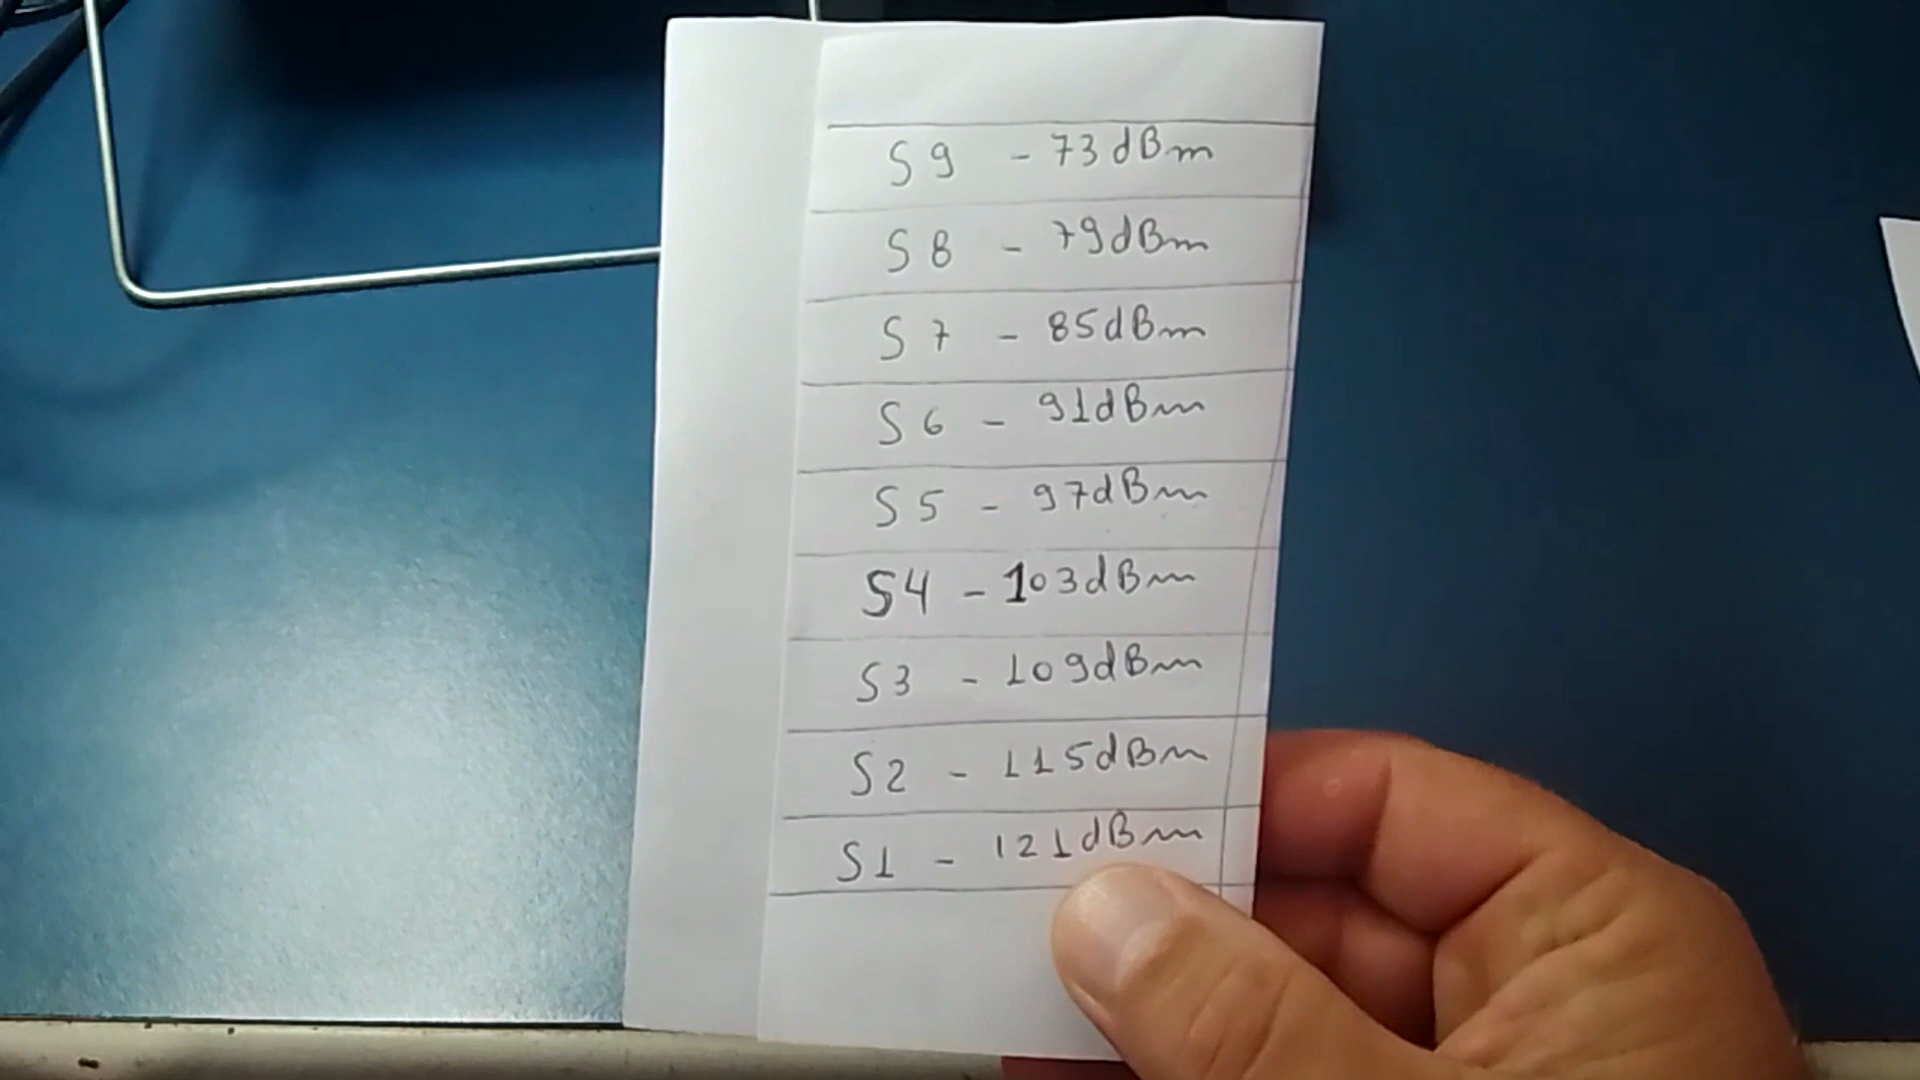 S9 - 73dBm
S8 - 79dBm
S7 - 85dBm
S6 - 91dBm
S5 - 97dBm
S4 - 103dBm
S3 - 109dBm
S2 - 115dBm
S1 - 121dBm